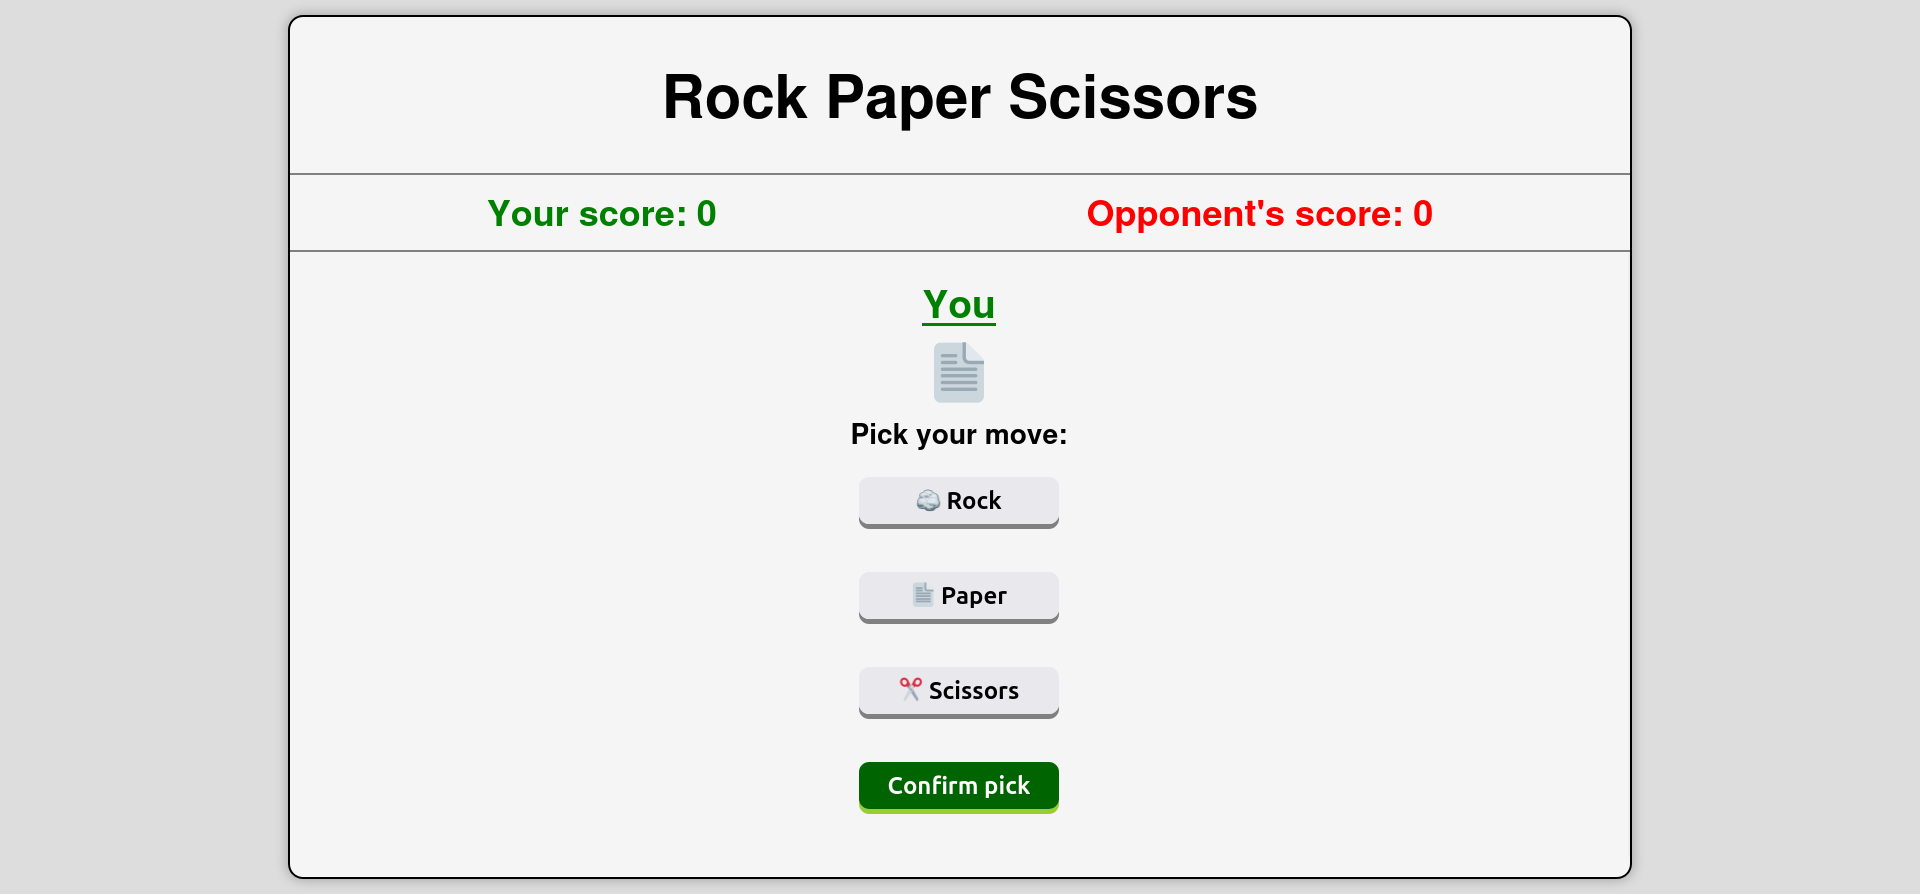 Rock Paper Scissors
Your score: 0
Opponent's score: 0
You
Pick your move:
Rock
Paper
Scissors
Confirm pick